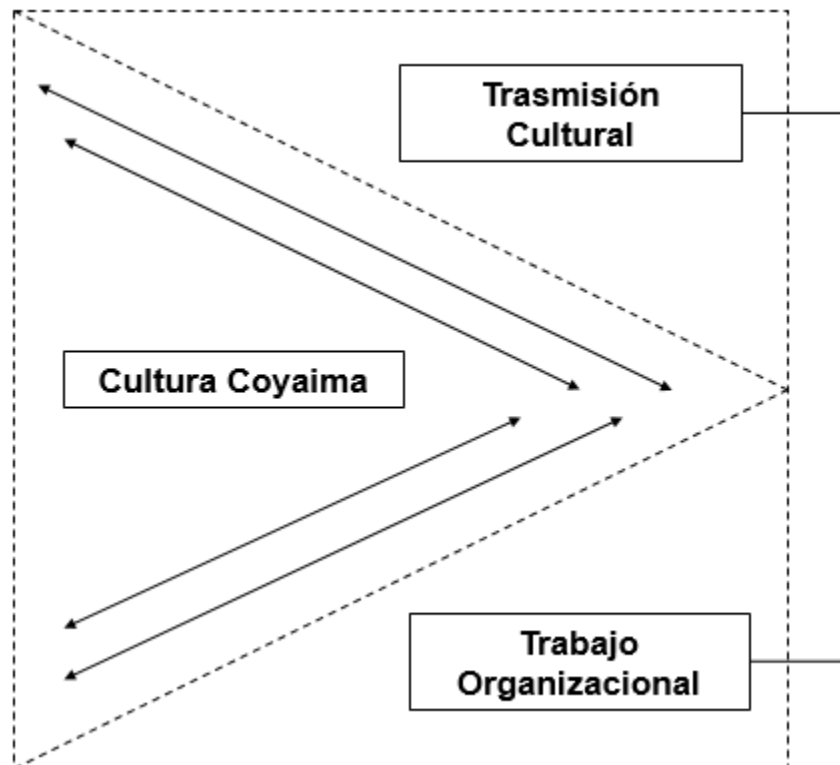 Trasmisión
Cultural
Cultura Coyaima
Trabajo
Organizacional